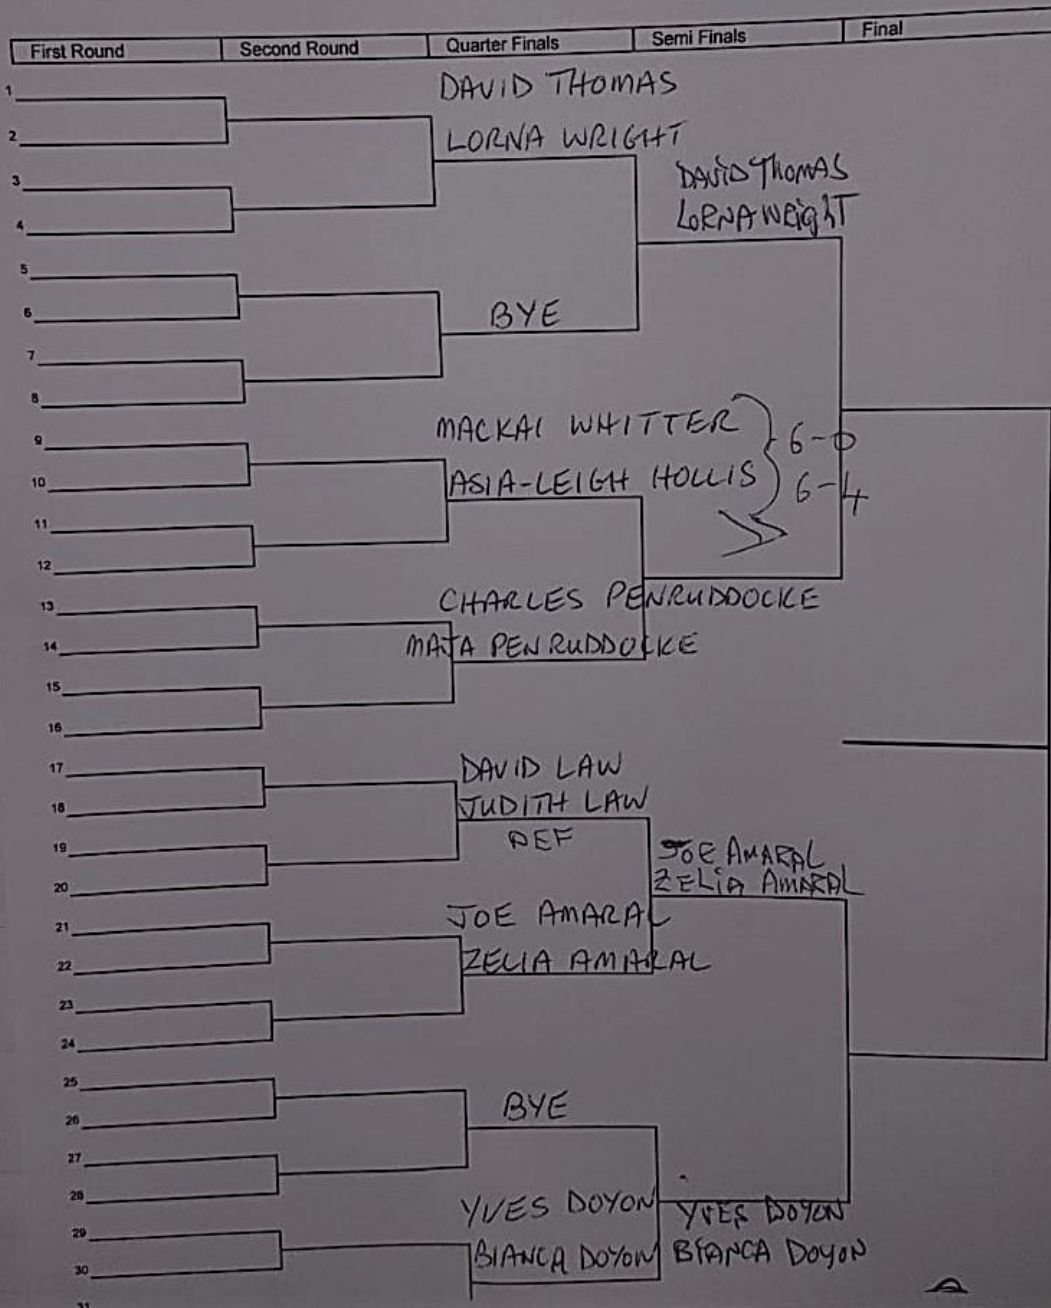 First Round Second Round Quarter Finals Semi Finals Final
1
DAVID THOMAS
2
LORNA WRIGHT
3
DAVID THOMAS
4
LORNA WRIGHT
5
6
BYE
7
8
9
MACKAI WHITTER 6-0
10
ASIA-LEIGH HOLLIS 6-4
11
12
13
CHARLES PENRUDDOCKE
14
MATA PENRUDDOCKE
15
16
17
DAVID LAW
18
JUDITH LAW
19
DEF
JOE AMARAL
20
ZELIA AMARAL
21
JOE AMARAL
22
ZELIA AMARAL
23
24
25
26
BYE
27
28
YVES DOYON YVES DOYON
29
BIANCA DOYON BIANCA DOYON
30
31